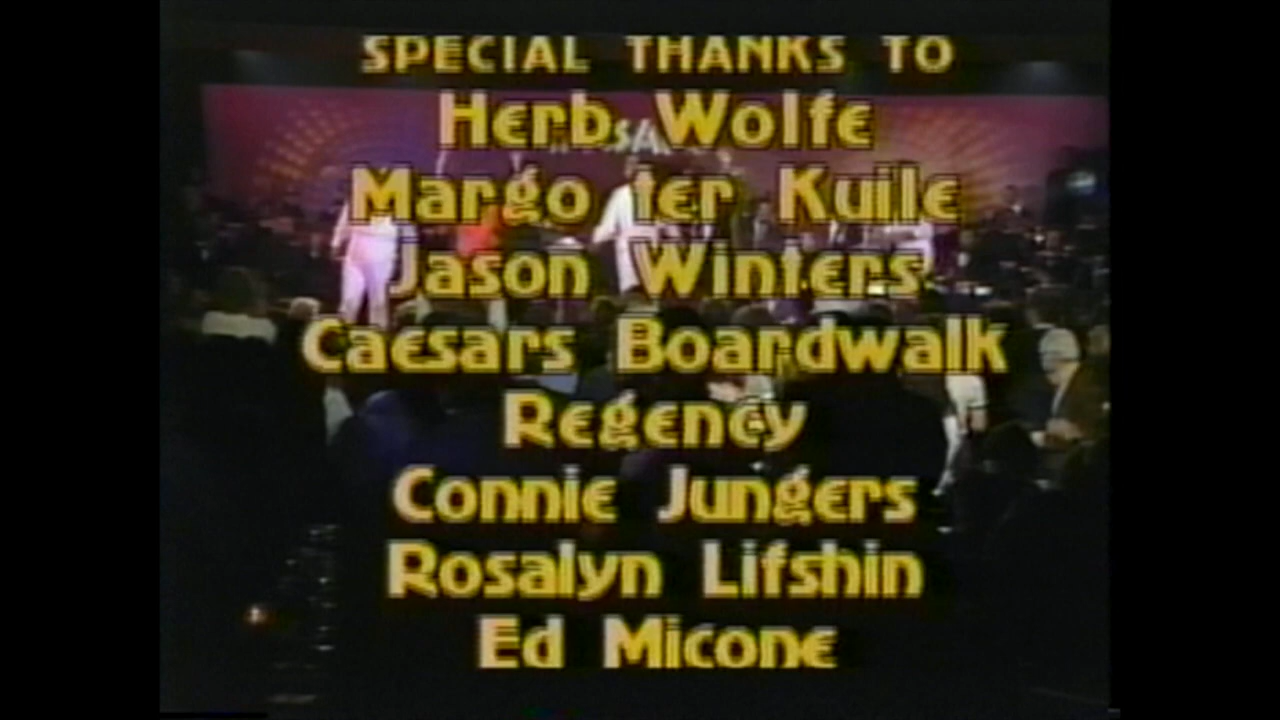 SPECIAL THANKS TO
Herb Wolfe
Margo ter Kuile
Jason Winters
Caesars Boardwalk
Regency
Connie Jungers
Rosalyn Lifshin
Ed Micone